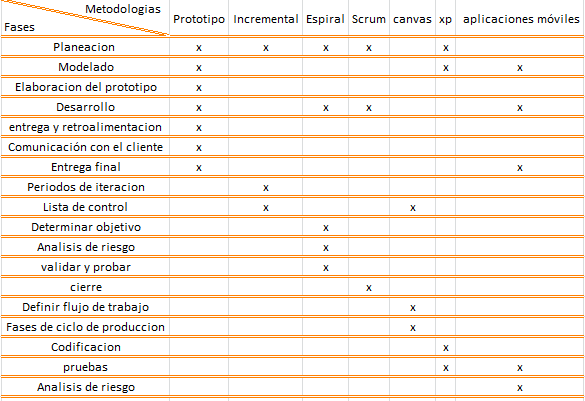 Metodologias
Fases
Prototipo Incremental Espiral Scrum canvas xp aplicaciones móviles
Planeacion x x x x x
Modelado x x x
Elaboracion del prototipo x
Desarrollo x x x x
entrega y retroalimentacion x
Comunicación con el cliente x
Entrega final x x
Periodos de iteracion x
Lista de control x x
Determinar objetivo x
Analisis de riesgo x
validar y probar x
cierre x
Definir flujo de trabajo x
Fases de ciclo de produccion x
Codificacion x
pruebas x x
Analisis de riesgo x